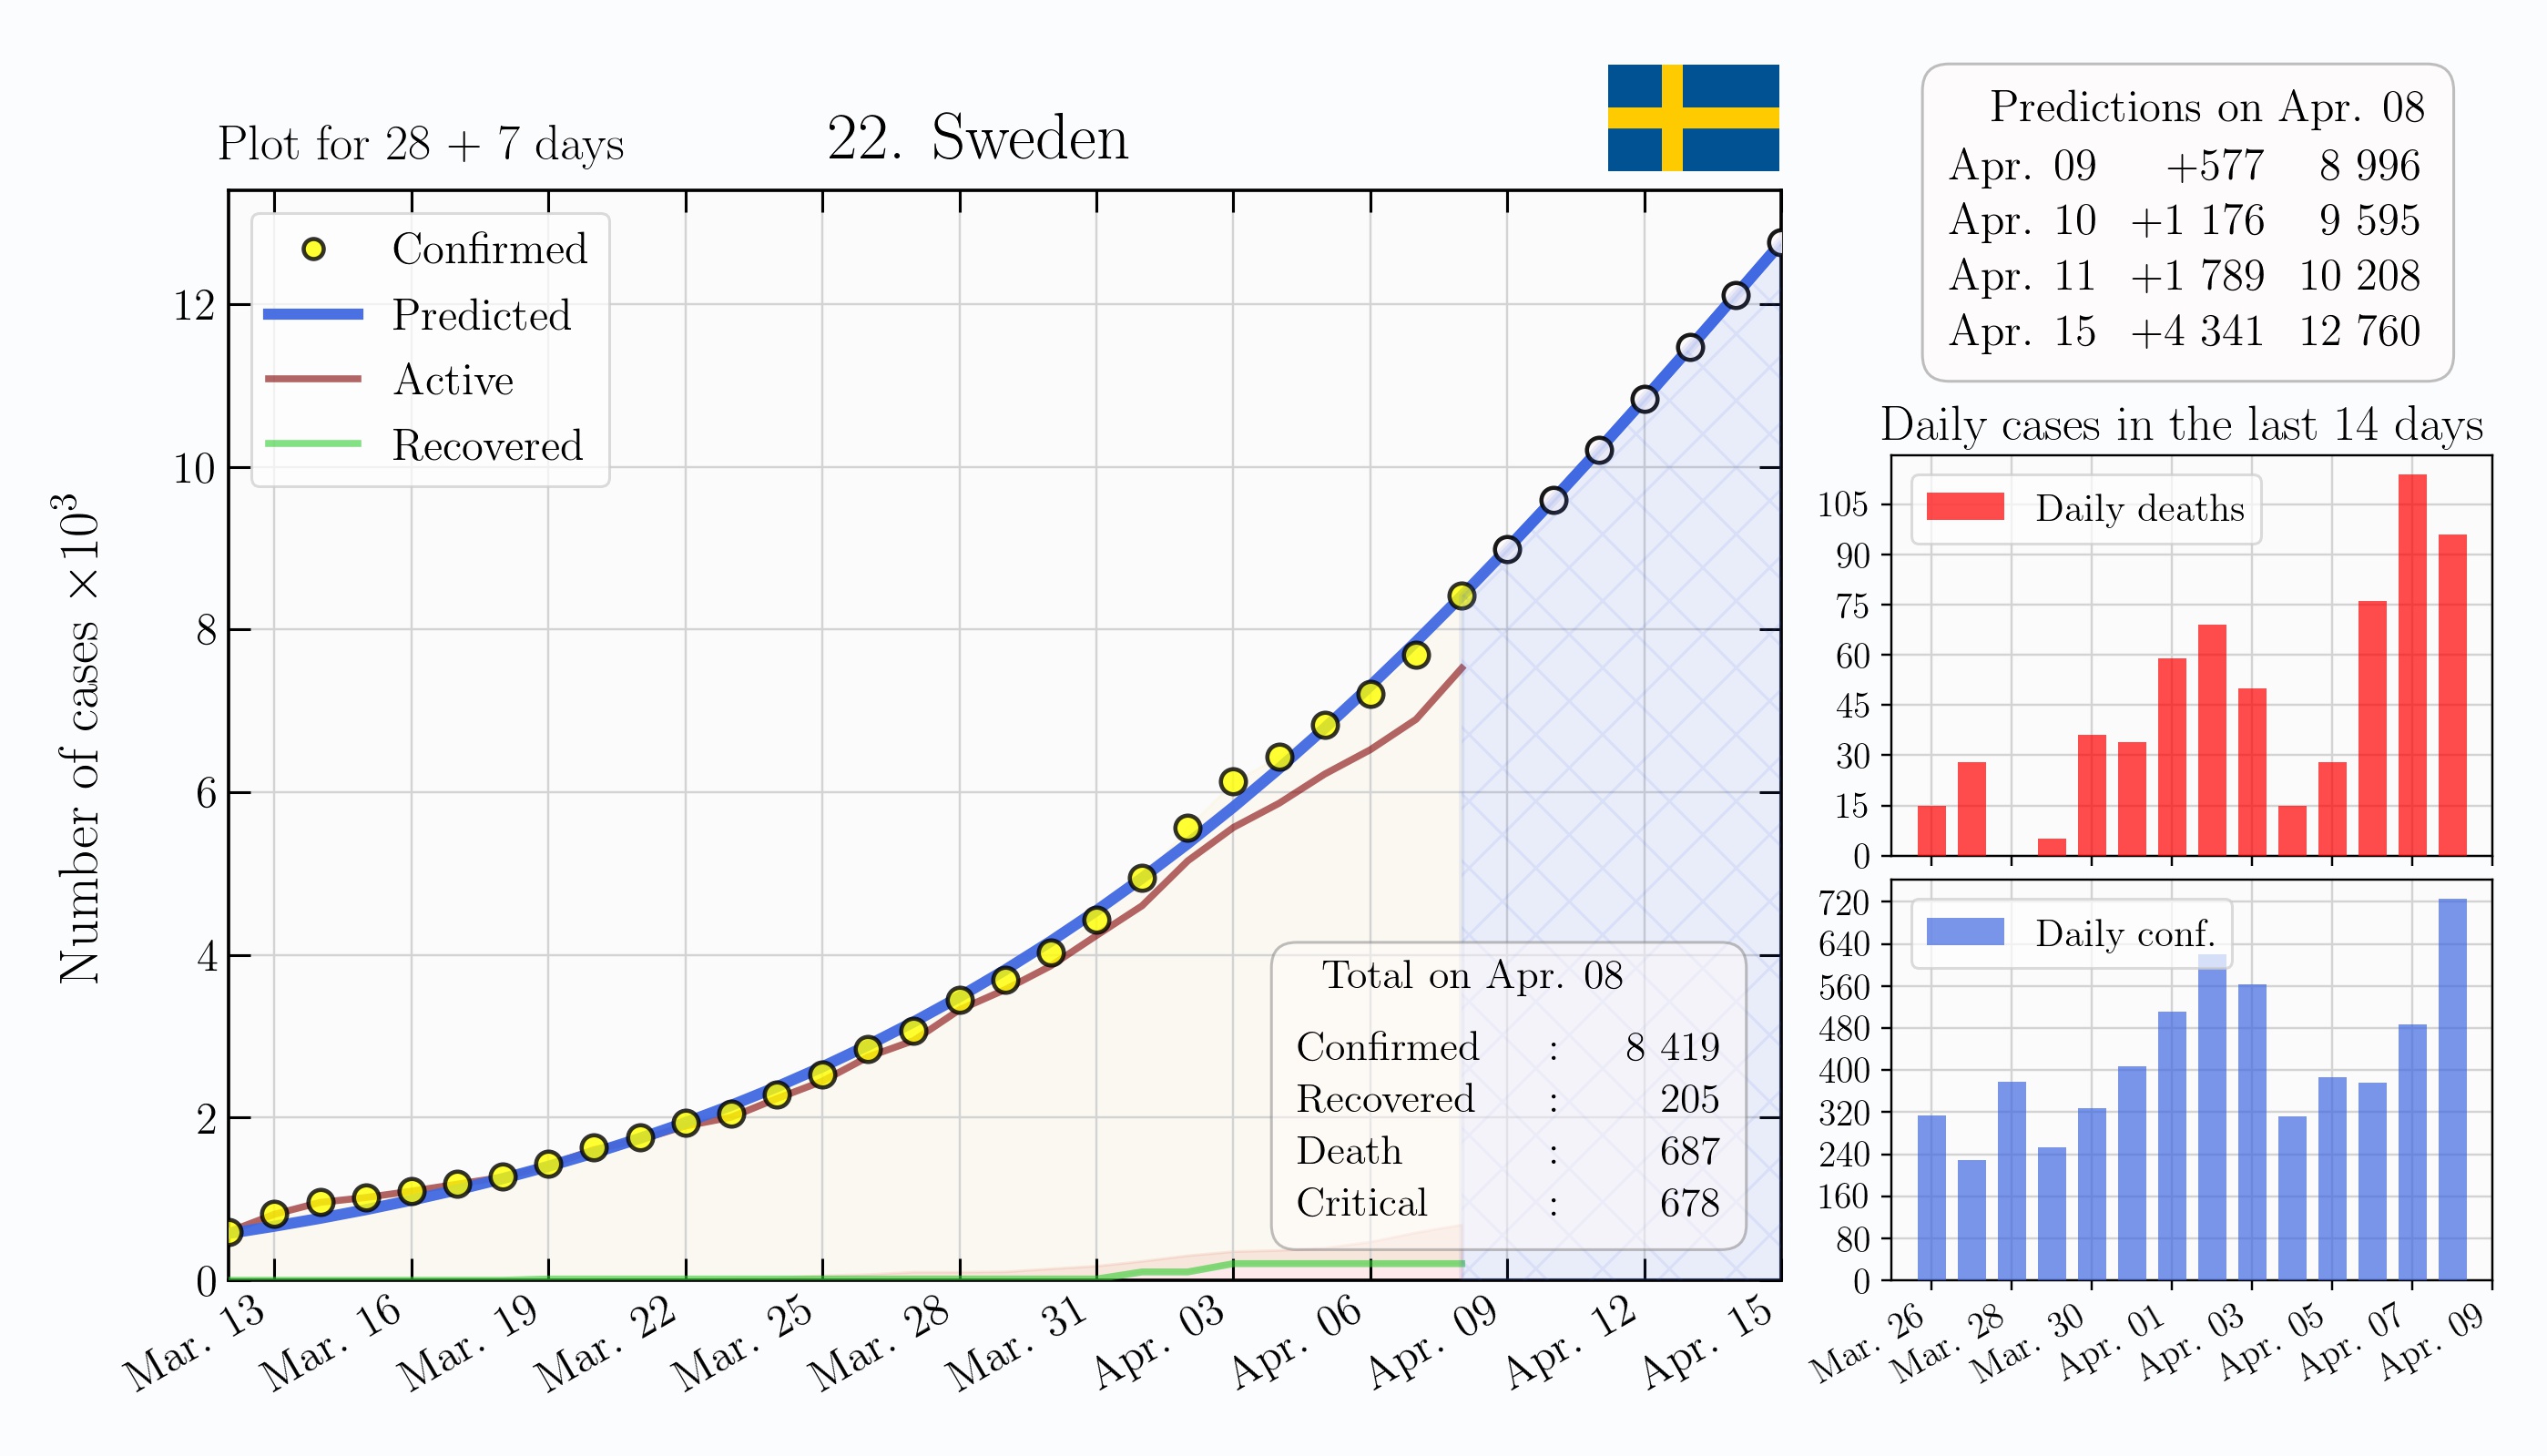 Plot for 28 + 7 days
22. Sweden
Number of cases ×10³
12
10
8
6
4
2
0
Confirmed
Predicted
Active
Recovered
Mar. 13
Mar. 16
Mar. 19
Mar. 22
Mar. 25
Mar. 28
Mar. 31
Apr. 03
Apr. 06
Apr. 09
Apr. 12
Apr. 15
Total on Apr. 08
Confirmed : 8 419
Recovered : 205
Death : 687
Critical : 678
Predictions on Apr. 08
Apr. 09 +577 8 996
Apr. 10 +1 176 9 595
Apr. 11 +1 789 10 208
Apr. 15 +4 341 12 760
Daily cases in the last 14 days
Daily deaths
105
90
75
60
45
30
15
0
Daily conf.
720
640
560
480
400
320
240
160
80
0
Mar. 26
Mar. 28
Mar. 30
Apr. 01
Apr. 03
Apr. 05
Apr. 07
Apr. 09